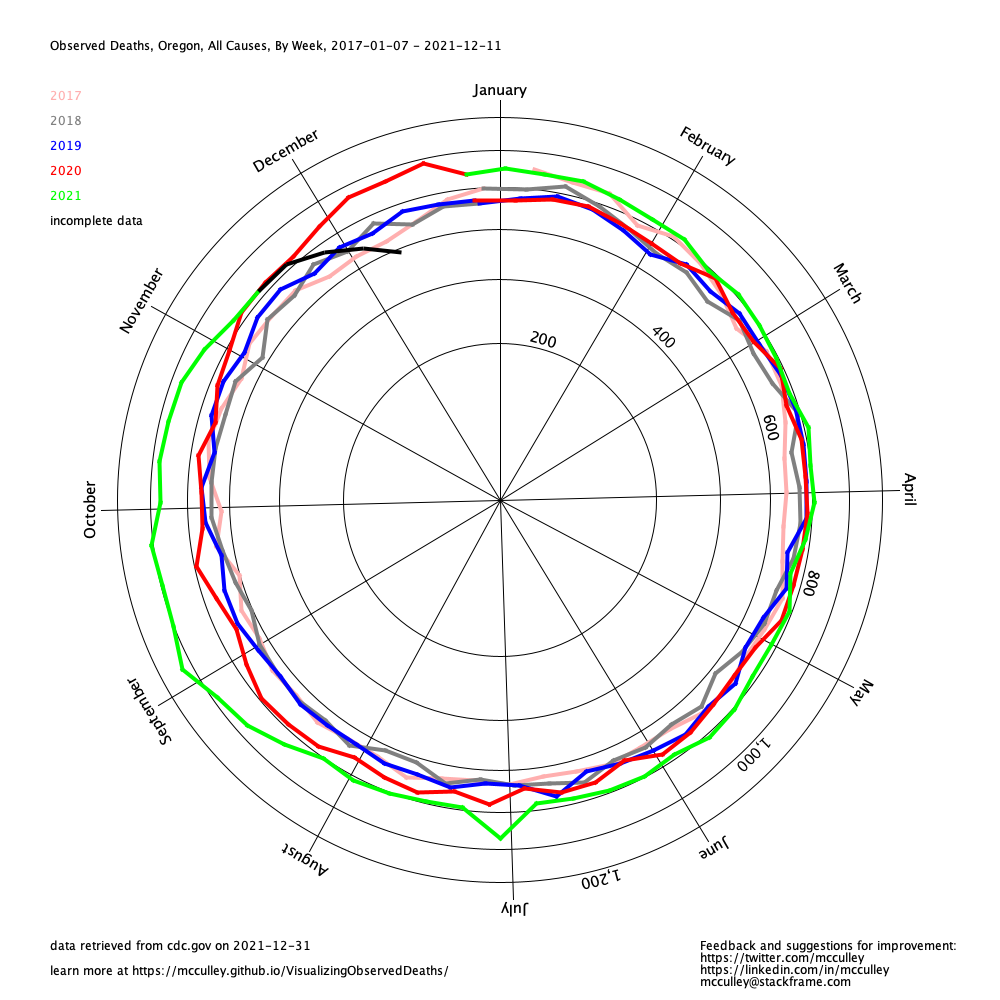 Observed Deaths, Oregon, All Causes, By Week, 2017-01-07 - 2021-12-11
January
2017
2018
2019
2020
2021
incomplete data
December
February
November
March
200
400
600
October
April
800
September
May
1,000
August
June
1,200
July
data retrieved from cdc.gov on 2021-12-31
learn more at https://mcculley.github.io/VisualizingObservedDeaths/
Feedback and suggestions for improvement:
https://twitter.com/mcculley
https://linkedin.com/in/mcculley
mcculley@stackframe.com